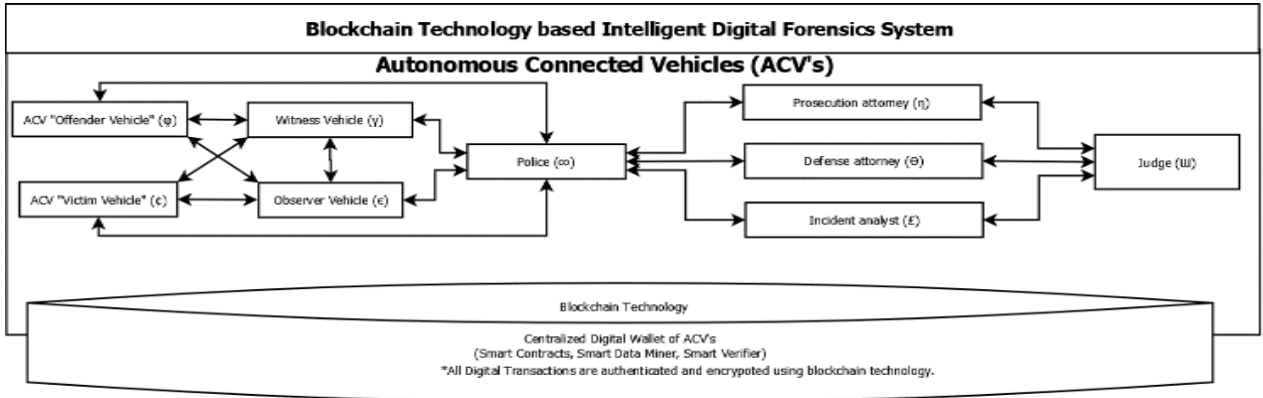 Blockchain Technology based Intelligent Digital Forensics System
Autonomous Connected Vehicles (ACV's)
ACV "Offender Vehicle" (φ)
Witness Vehicle (γ)
Prosecution attorney (η)
Police (∞)
Defense attorney (Θ)
Judge (Ш)
ACV "Victim Vehicle" (ε)
Observer Vehicle (ϵ)
Incident analyst (£)
Blockchain Technology
Centralized Digital Wallet of ACV's
(Smart Contracts, Smart Data Miner, Smart Verifier)
*All Digital Transactions are authenticated and encrypoted using blockchain technology.